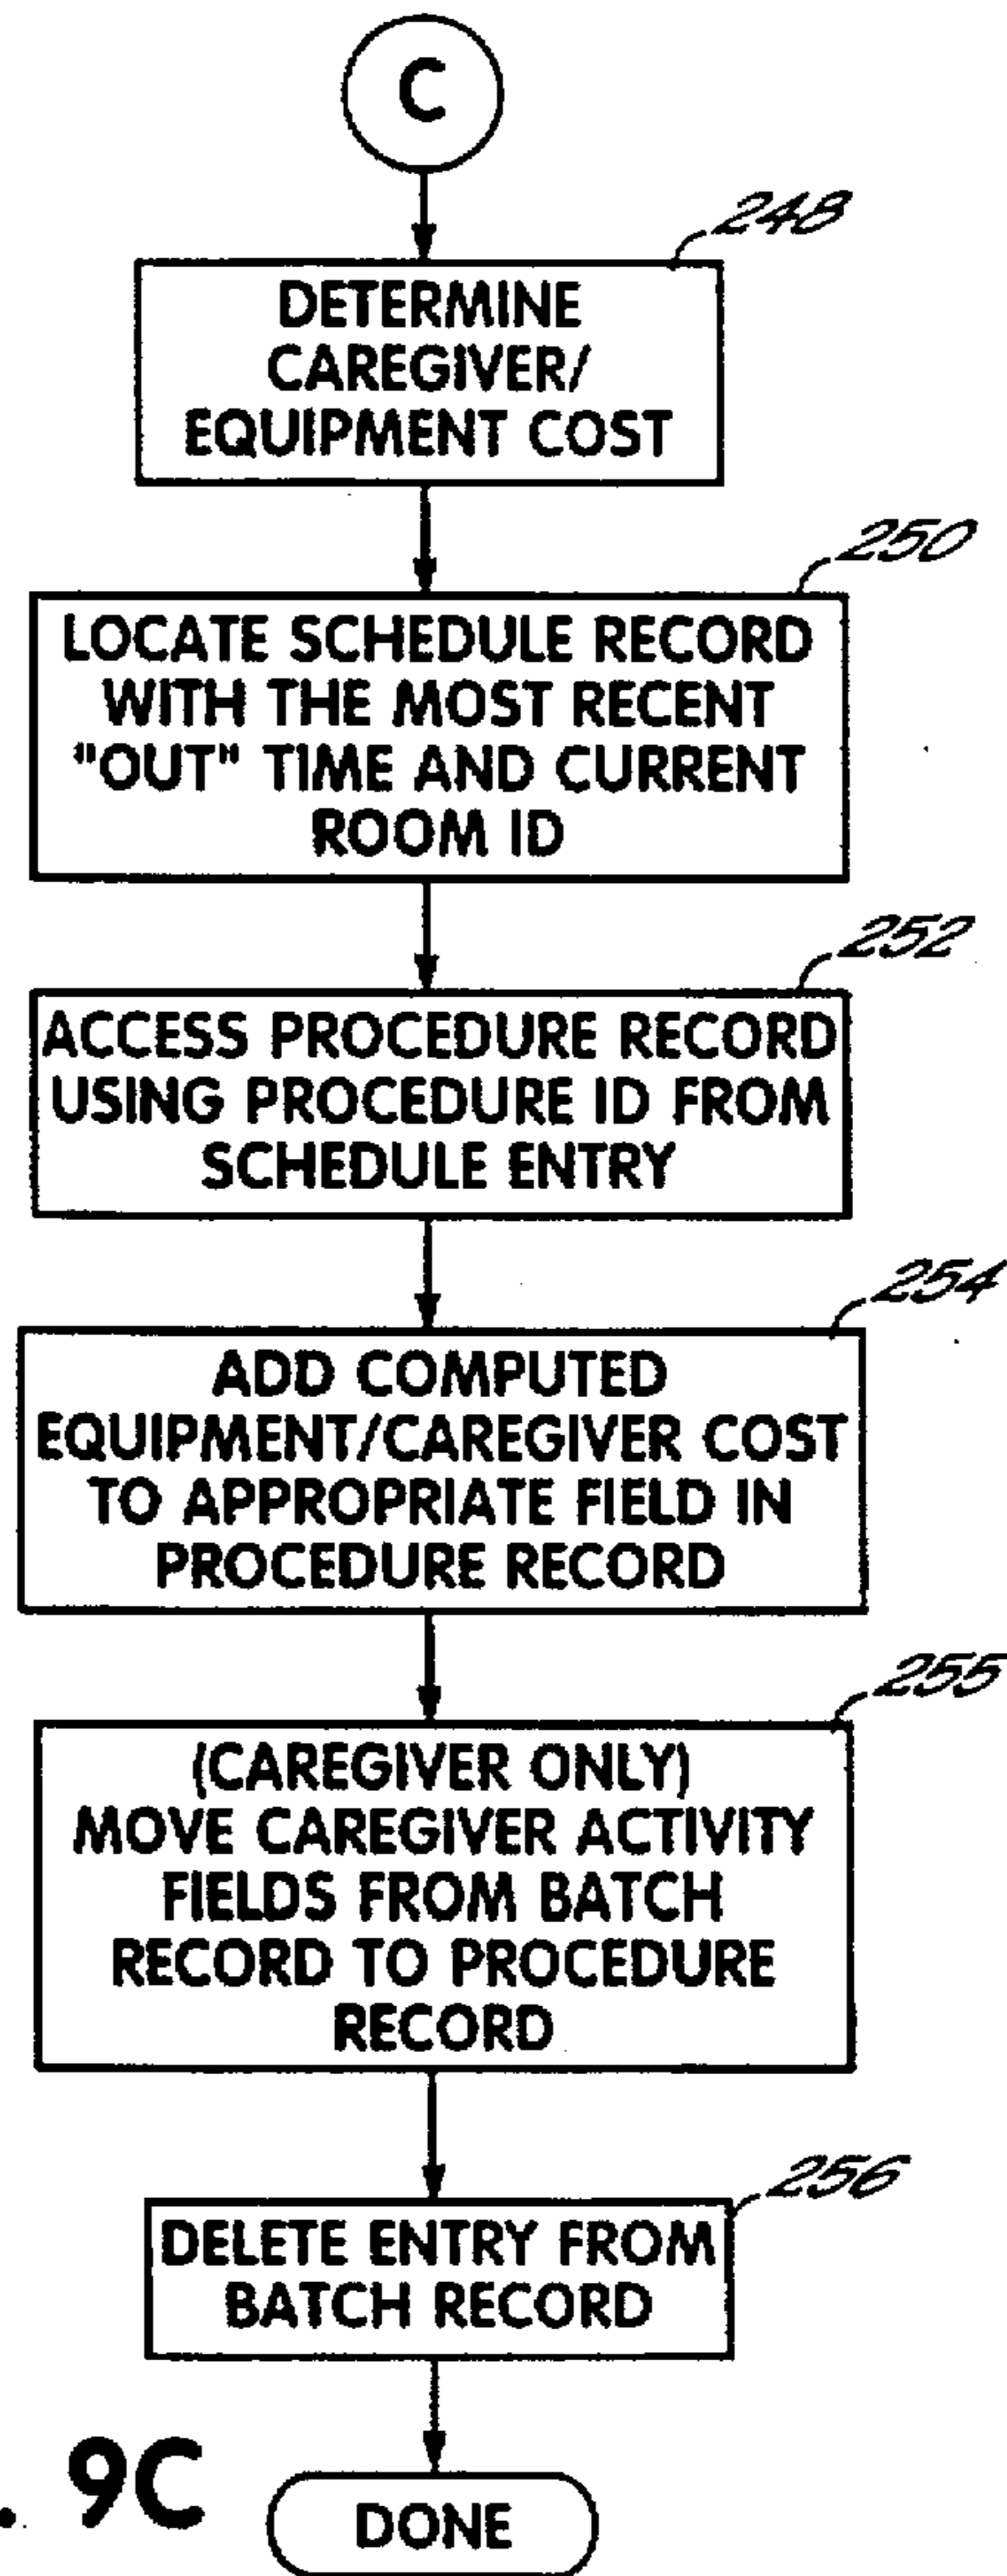 C
248
DETERMINE
CAREGIVER/
EQUIPMENT COST
250
LOCATE SCHEDULE RECORD
WITH THE MOST RECENT
"OUT" TIME AND CURRENT
ROOM ID
252
ACCESS PROCEDURE RECORD
USING PROCEDURE ID FROM
SCHEDULE ENTRY
254
ADD COMPUTED
EQUIPMENT/CAREGIVER COST
TO APPROPRIATE FIELD IN
PROCEDURE RECORD
255
(CAREGIVER ONLY)
MOVE CAREGIVER ACTIVITY
FIELDS FROM BATCH
RECORD TO PROCEDURE
RECORD
256
DELETE ENTRY FROM
BATCH RECORD
. 9C
DONE